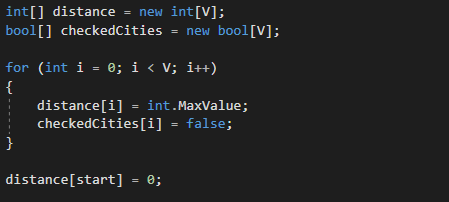 int[] distance = new int[V];
bool[] checkedCities = new bool[V];
for (int i = 0; i < V; i++)
{
distance[i] = int.MaxValue;
checkedCities[i] = false;
}
distance[start] = 0;